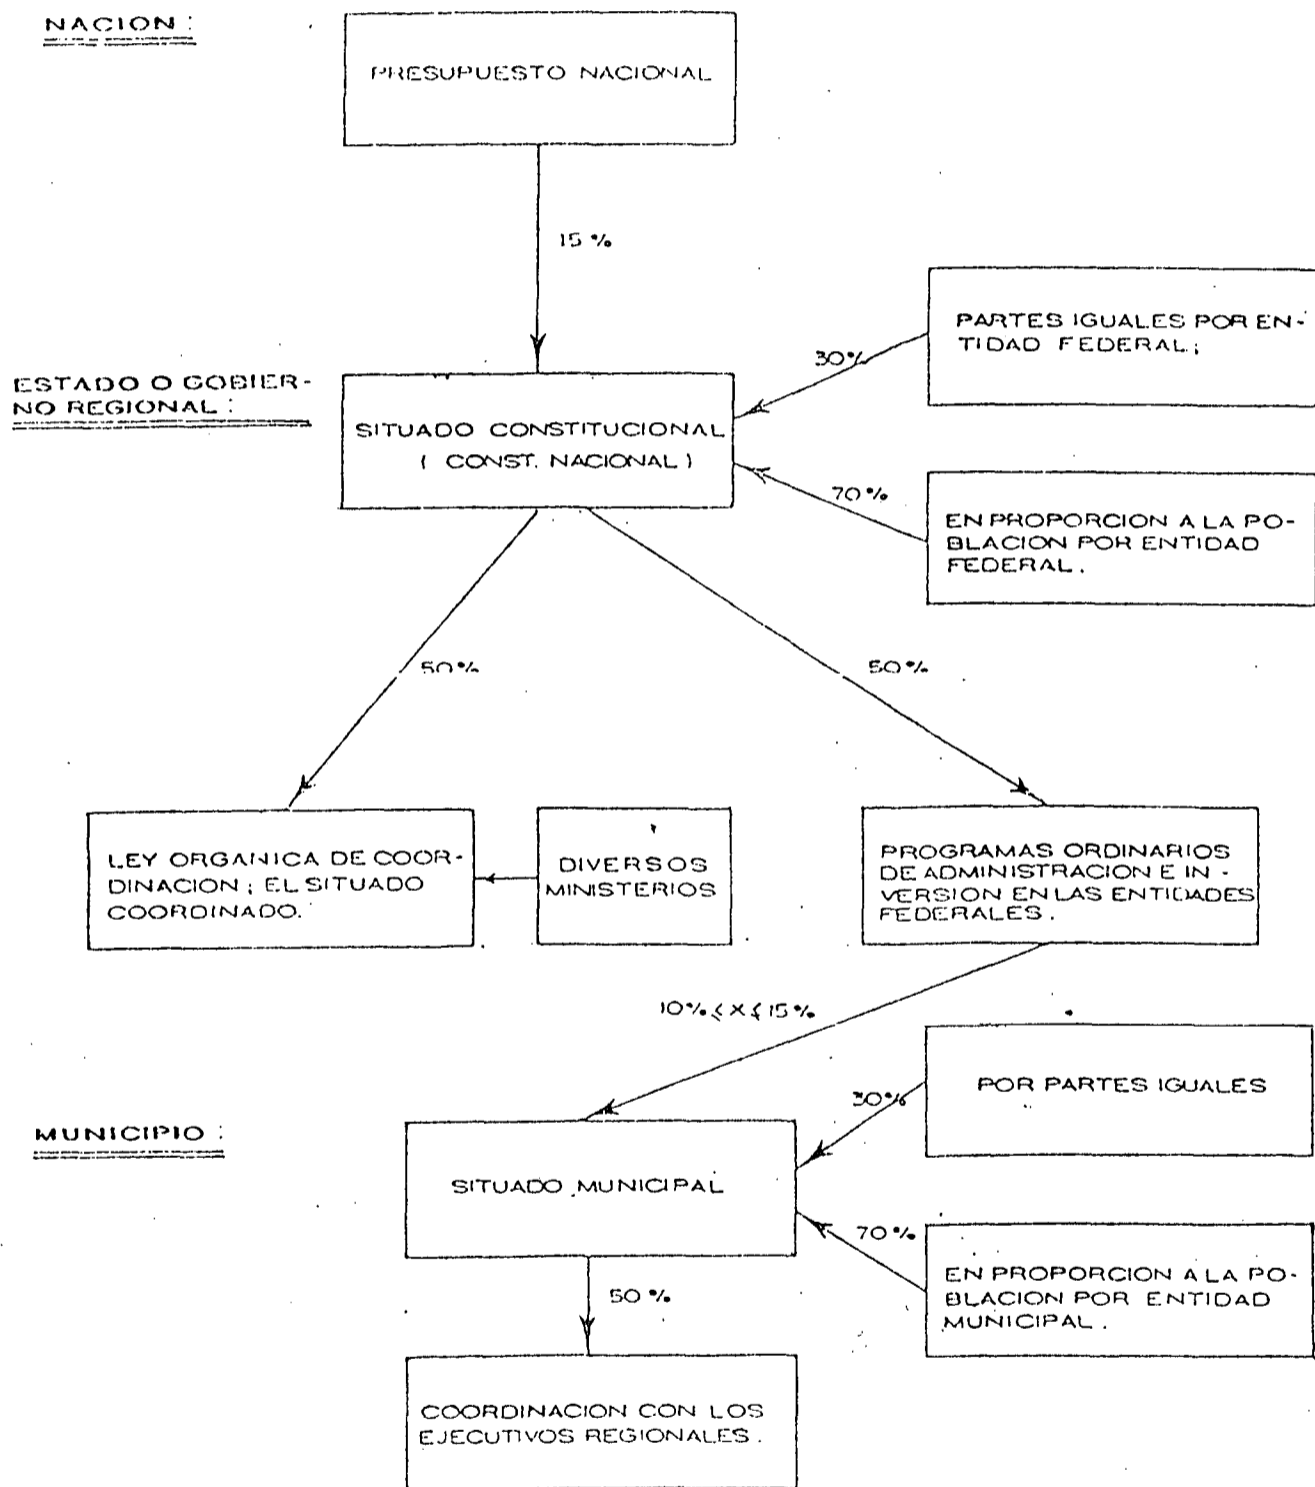 NACION :
PRESUPUESTO NACIONAL
15 %
PARTES IGUALES POR EN-
TIDAD FEDERAL;
30%
ESTADO O GOBIER-
NO REGIONAL :
SITUADO CONSTITUCIONAL
( CONST. NACIONAL )
70%
EN PROPORCION A LA PO-
BLACION POR ENTIDAD
FEDERAL.
50%
50%
LEY ORGANICA DE COOR-
DINACION; EL SITUADO
COORDINADO.
DIVERSOS
MINISTERIOS
PROGRAMAS ORDINARIOS
DE ADMINISTRACION E IN-
VERSION EN LAS ENTIDADES
FEDERALES.
10% ≤ X ≤ 15%
POR PARTES IGUALES
30%
MUNICIPIO :
SITUADO MUNICIPAL
70%
EN PROPORCION A LA PO-
BLACION POR ENTIDAD
MUNICIPAL.
50 %
COORDINACION CON LOS
EJECUTIVOS REGIONALES.